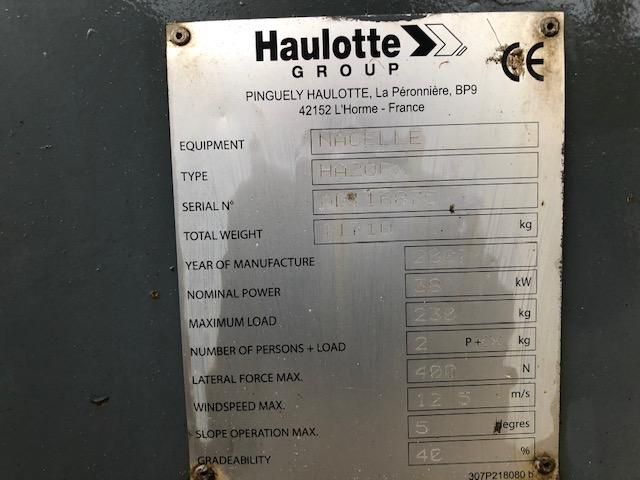 Haulotte
GROUP
CE
PINGUELY HAULOTTE, La Péronnière, BP9
42152 L'Horme - France
EQUIPMENT NACELLE
TYPE
SERIAL N°
TOTAL WEIGHT kg
YEAR OF MANUFACTURE
NOMINAL POWER 38 kW
MAXIMUM LOAD 230 kg
NUMBER OF PERSONS + LOAD 2 P + kg
LATERAL FORCE MAX. 400 N
WINDSPEED MAX. 12 5 m/s
SLOPE OPERATION MAX. 5 degres
GRADEABILITY 40 %
307P218080 b